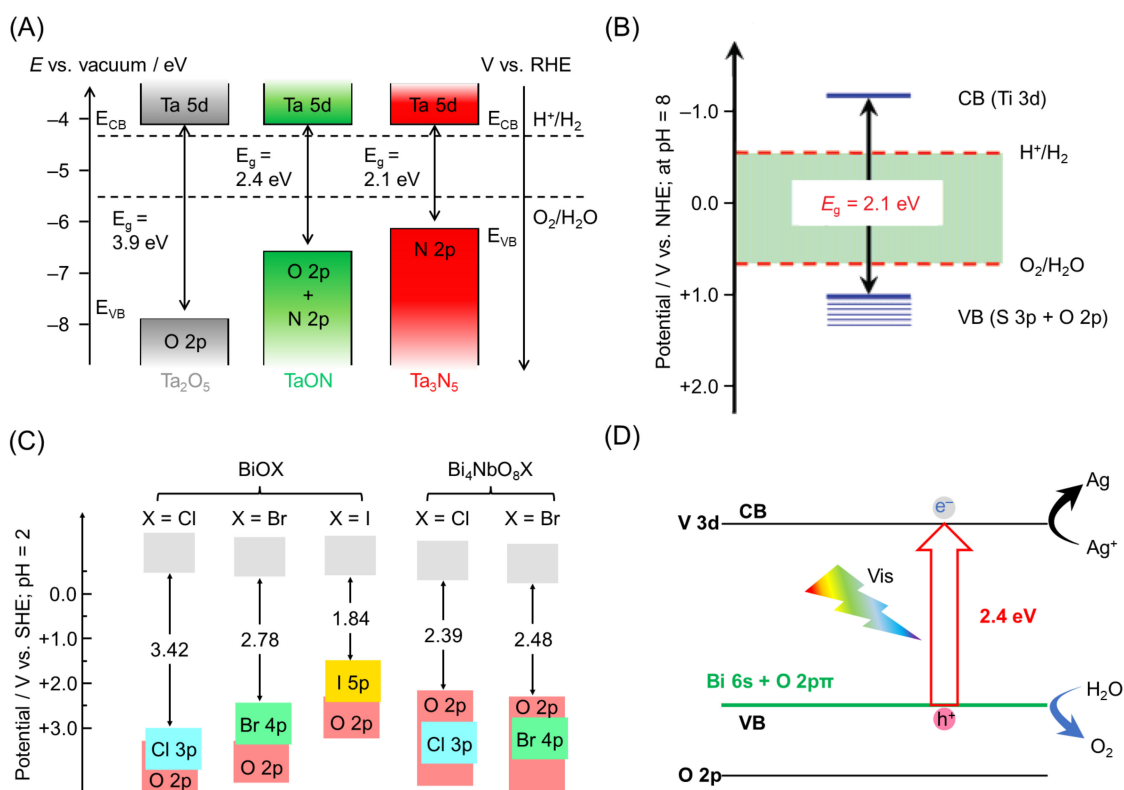 (A)
E vs. vacuum / eV
V vs. RHE
Ta 5d
Ta 5d
Ta 5d
−4
E_CB
E_CB
H⁺/H₂
E_g =
2.4 eV
E_g =
2.1 eV
−5
O₂/H₂O
−6
E_g =
3.9 eV
E_VB
N 2p
O 2p
+
N 2p
−7
E_VB
−8
O 2p
Ta₂O₅
TaON
Ta₃N₅
(B)
Potential / V vs. NHE; at pH = 8
−1.0
0.0
+1.0
+2.0
CB (Ti 3d)
H⁺/H₂
E_g = 2.1 eV
O₂/H₂O
VB (S 3p + O 2p)
(C)
BiOX
Bi₄NbO₈X
X = Cl
X = Br
X = I
X = Cl
X = Br
Potential / V vs. SHE; pH = 2
0.0
+1.0
+2.0
+3.0
3.42
2.78
1.84
2.39
2.48
Cl 3p
O 2p
Br 4p
O 2p
I 5p
O 2p
O 2p
Cl 3p
O 2p
Br 4p
(D)
V 3d
CB
e⁻
Ag
Ag⁺
Vis
2.4 eV
Bi 6s + O 2pπ
VB
h⁺
H₂O
O₂
O 2p